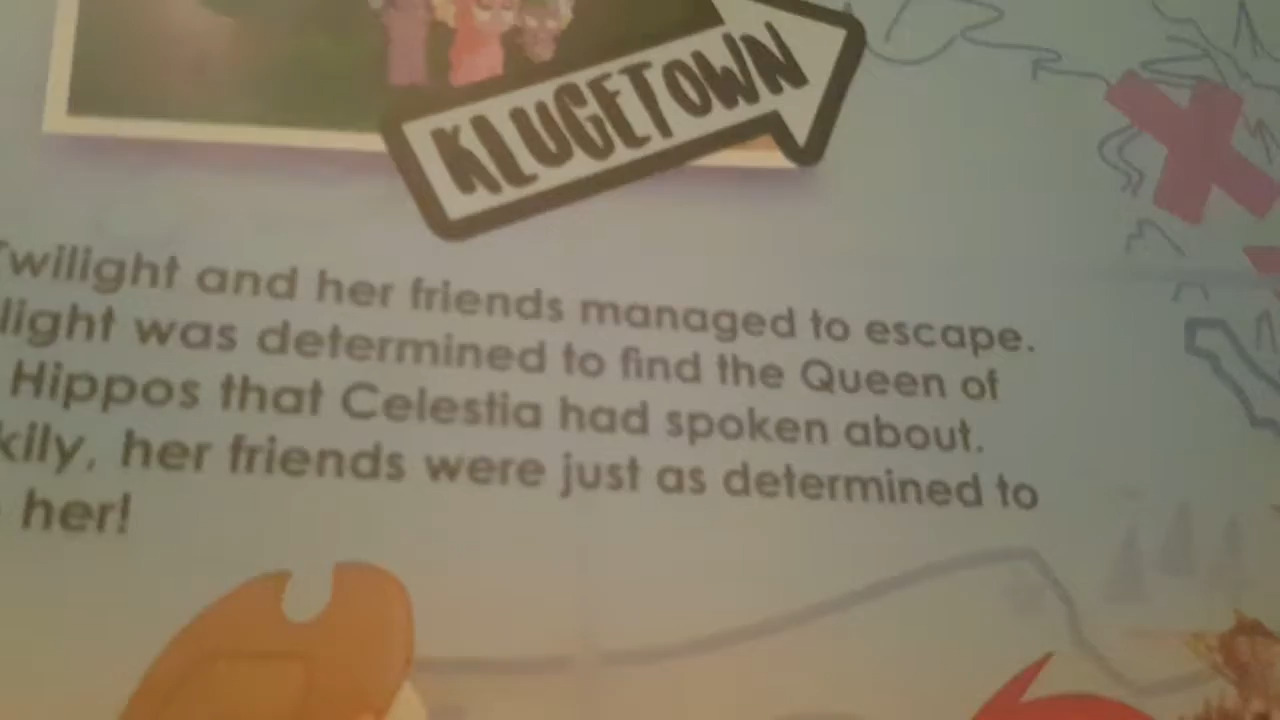 KLUGETOWN
Twilight and her friends managed to escape.
light was determined to find the Queen of
Hippos that Celestia had spoken about.
kily, her friends were just as determined to
her!